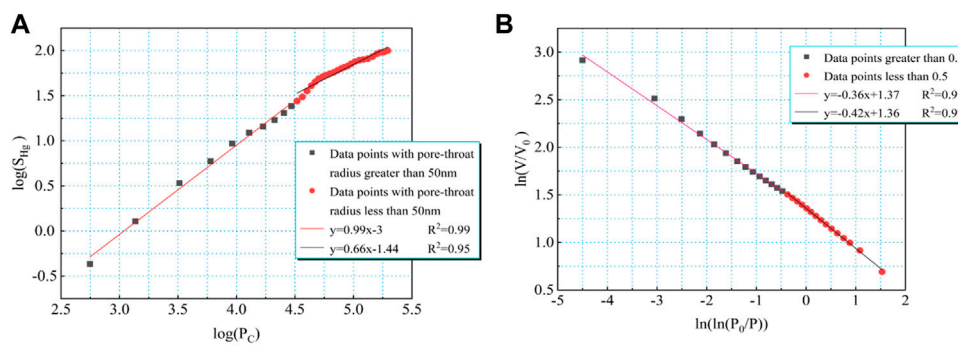 A
log(S_Hg)
2.0
1.5
1.0
0.5
0.0
-0.5
2.5 3.0 3.5 4.0 4.5 5.0 5.5
log(P_C)
Data points with pore-throat
radius greater than 50nm
Data points with pore-throat
radius less than 50nm
y=0.99x-3 R²=0.99
y=0.66x-1.44 R²=0.95
B
ln(V/V₀)
3.0
2.5
2.0
1.5
1.0
0.5
-5 -4 -3 -2 -1 0 1 2
ln(ln(P₀/P))
Data points greater than 0.
Data points less than 0.5
y=-0.36x+1.37 R²=0.9
y=-0.42x+1.36 R²=0.9